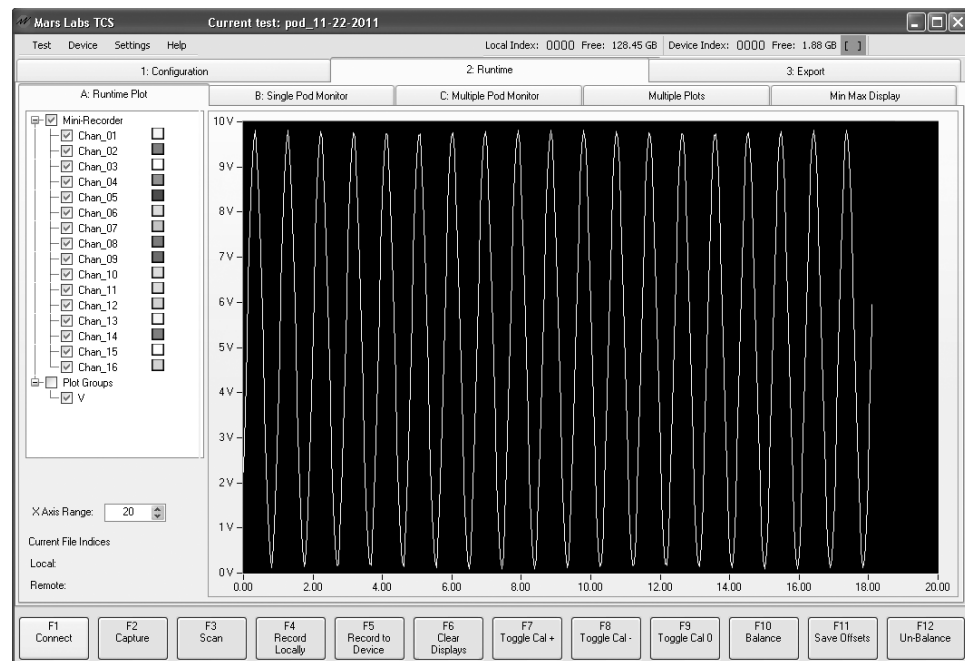 Mars Labs TCS Current test: pod_11-22-2011
Test Device Settings Help Local Index: 0000 Free: 128.45 GB Device Index: 0000 Free: 1.88 GB [ ]
1: Configuration 2: Runtime 3: Export
A: Runtime Plot B: Single Pod Monitor C: Multiple Pod Monitor Multiple Plots Min Max Display
Mini-Recorder
Chan_01
Chan_02
Chan_03
Chan_04
Chan_05
Chan_06
Chan_07
Chan_08
Chan_09
Chan_10
Chan_11
Chan_12
Chan_13
Chan_14
Chan_15
Chan_16
Plot Groups
V
X Axis Range: 20
Current File Indices
Local:
Remote:
10 V
9 V
8 V
7 V
6 V
5 V
4 V
3 V
2 V
1 V
0 V
0.00 2.00 4.00 6.00 8.00 10.00 12.00 14.00 16.00 18.00 20.00
F1 Connect
F2 Capture
F3 Scan
F4 Record Locally
F5 Record to Device
F6 Clear Displays
F7 Toggle Cal +
F8 Toggle Cal -
F9 Toggle Cal 0
F10 Balance
F11 Save Offsets
F12 Un-Balance